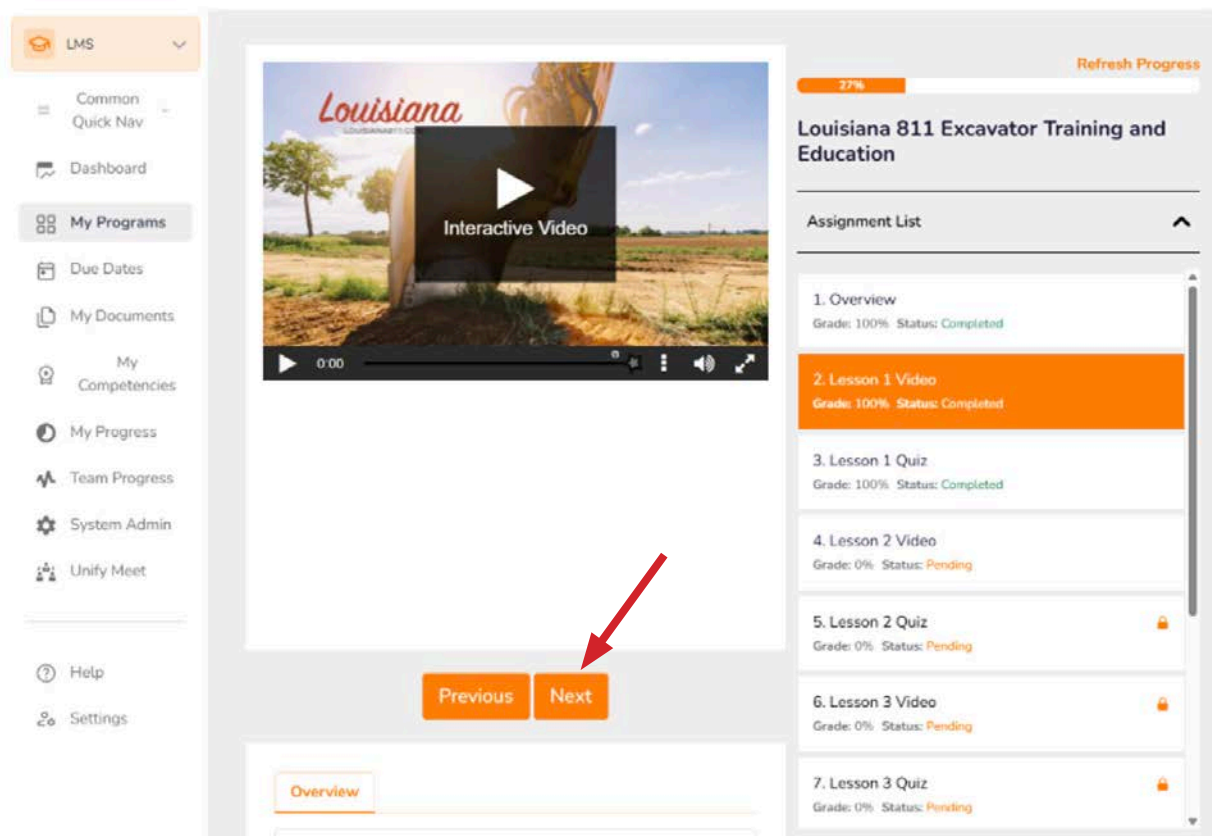 LMS
Common
Quick Nav
Dashboard
My Programs
Due Dates
My Documents
My
Competencies
My Progress
Team Progress
System Admin
Unify Meet
Help
Settings
Louisiana
Interactive Video
0:00
Previous
Next
Overview
Refresh Progress
27%
Louisiana 811 Excavator Training and
Education
Assignment List
1. Overview
Grade: 100% Status: Completed
2. Lesson 1 Video
Grade: 100% Status: Completed
3. Lesson 1 Quiz
Grade: 100% Status: Completed
4. Lesson 2 Video
Grade: 0% Status: Pending
5. Lesson 2 Quiz
Grade: 0% Status: Pending
6. Lesson 3 Video
Grade: 0% Status: Pending
7. Lesson 3 Quiz
Grade: 0% Status: Pending